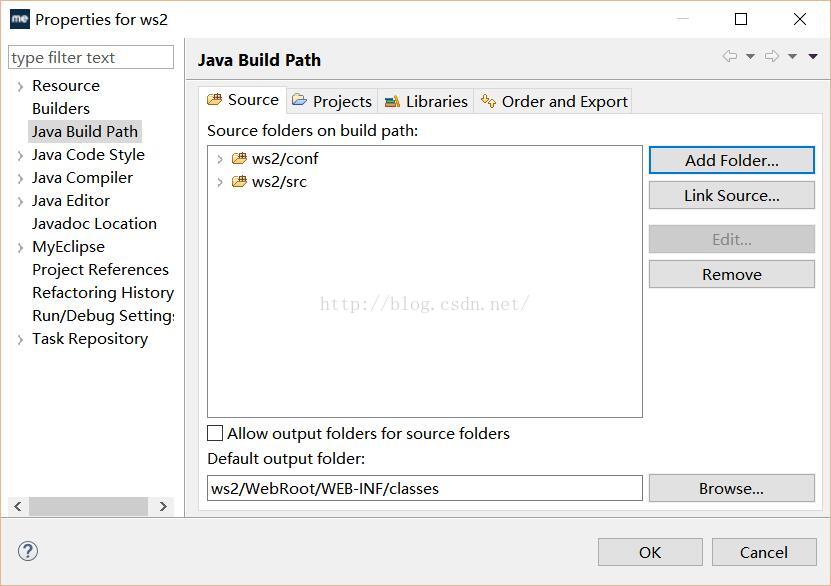 me Properties for ws2
type filter text
Resource
Builders
Java Build Path
Java Code Style
Java Compiler
Java Editor
Javadoc Location
MyEclipse
Project References
Refactoring History
Run/Debug Settings
Task Repository
Java Build Path
Source Projects Libraries Order and Export
Source folders on build path:
ws2/conf
ws2/src
Add Folder...
Link Source...
Edit...
Remove
http://blog.csdn.net/
Allow output folders for source folders
Default output folder:
ws2/WebRoot/WEB-INF/classes
Browse...
?
OK Cancel